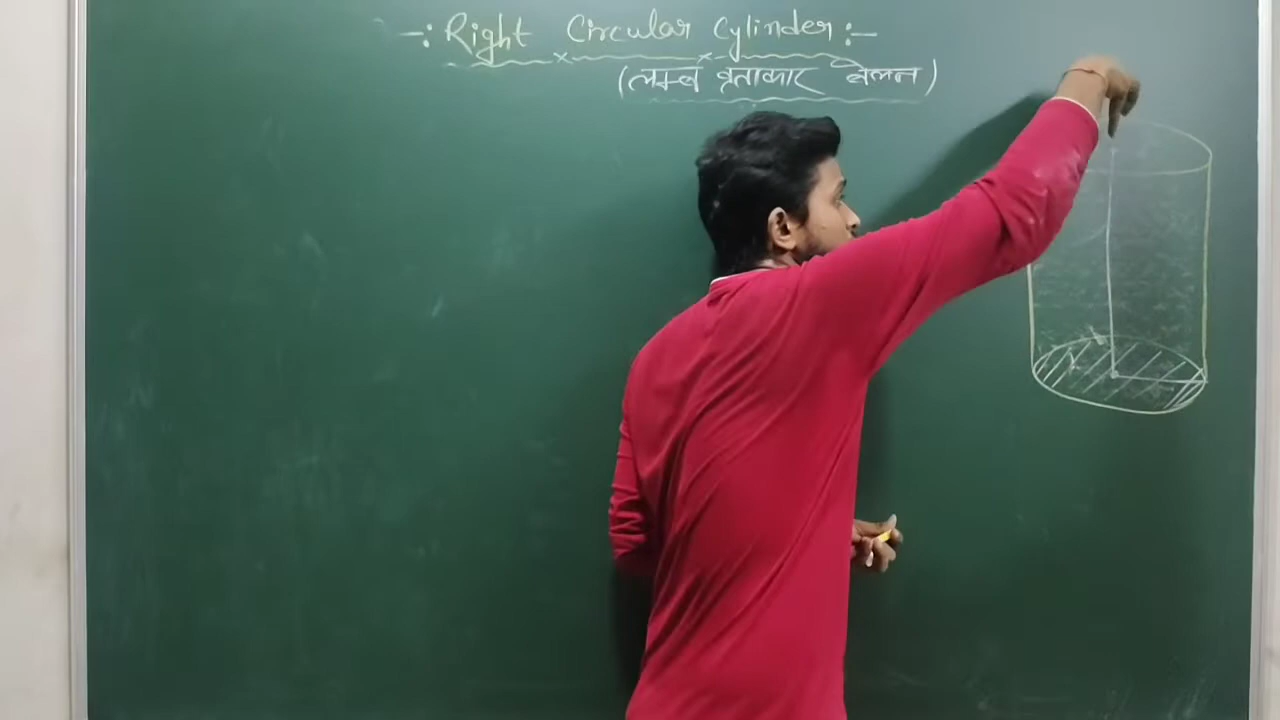 -: Right Circular Cylinder :-
(लम्ब वृताकार बेलन)